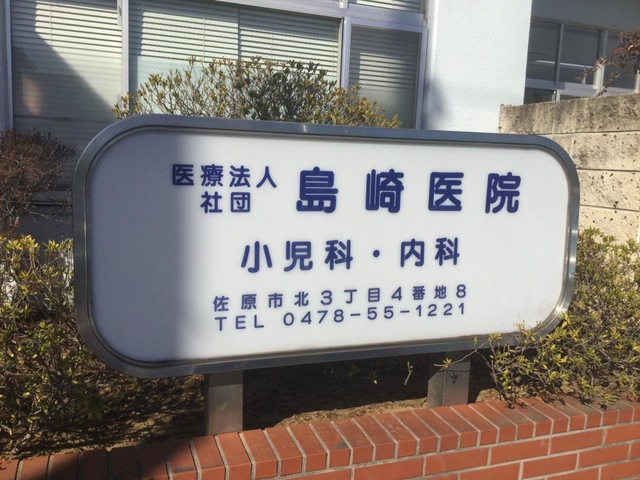 医療法人
社団 島崎医院
小児科・内科
佐原市北3丁目4番地8
TEL 0478-55-1221